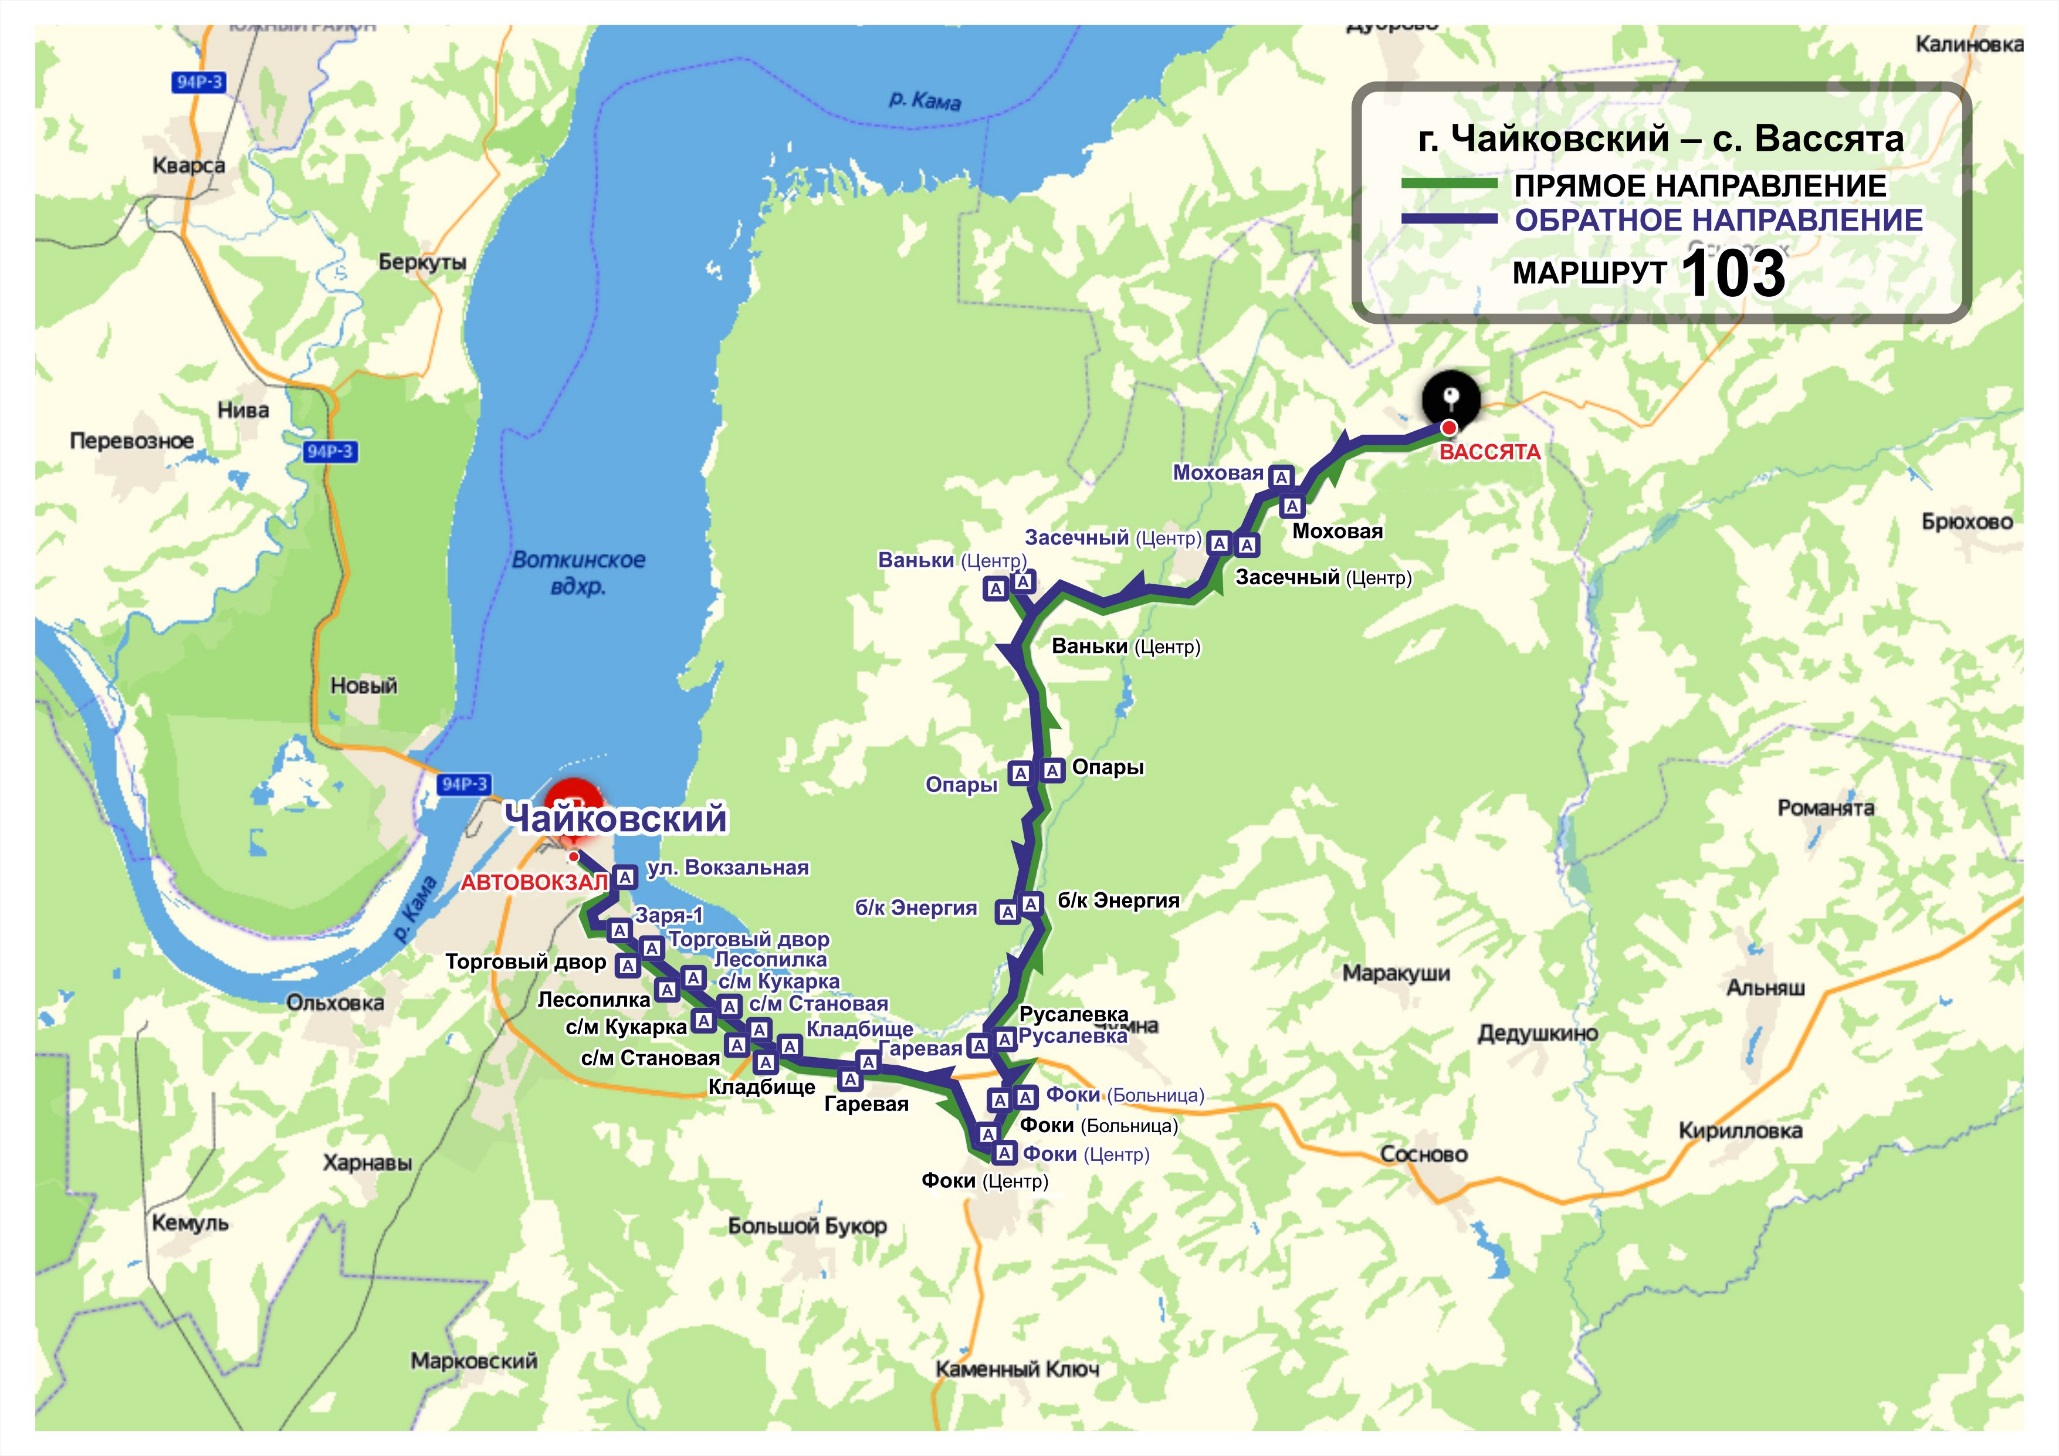 ЮЖНЫЙ РАЙОН
Дуброво
Калиновка
94Р-3
р. Кама
г. Чайковский – с. Вассята
ПРЯМОЕ НАПРАВЛЕНИЕ
ОБРАТНОЕ НАПРАВЛЕНИЕ
МАРШРУТ 103
Кварса
Беркуты
Нива
Перевозное
94Р-3
ВАССЯТА
Моховая
А
А
Моховая
Брюхово
Засечный (Центр)
А
А
Засечный (Центр)
Ваньки (Центр)
А
А
Воткинское
вдхр.
Ваньки (Центр)
Новый
Опары
А
А
Опары
94Р-3
Чайковский
Романята
АВТОВОКЗАЛ
А
ул. Вокзальная
р. Кама
б/к Энергия
А
А
б/к Энергия
Заря-1
А
Торговый двор
А
Торговый двор
А
Лесопилка
А
Лесопилка
А
с/м Кукарка
А
с/м Кукарка
А
с/м Становая
А
с/м Становая
А
Кладбище
А
Кладбище
А
Гаревая
А
Гаревая
А
Русалевка
А
А
Русалевка
Маракуши
Альняш
Дедушкино
Ольховка
А
А
Фоки (Больница)
Фоки (Больница)
А
А
Фоки (Центр)
Фоки (Центр)
Сосново
Кирилловка
Харнавы
Кемуль
Большой Букор
Марковский
Каменный Ключ